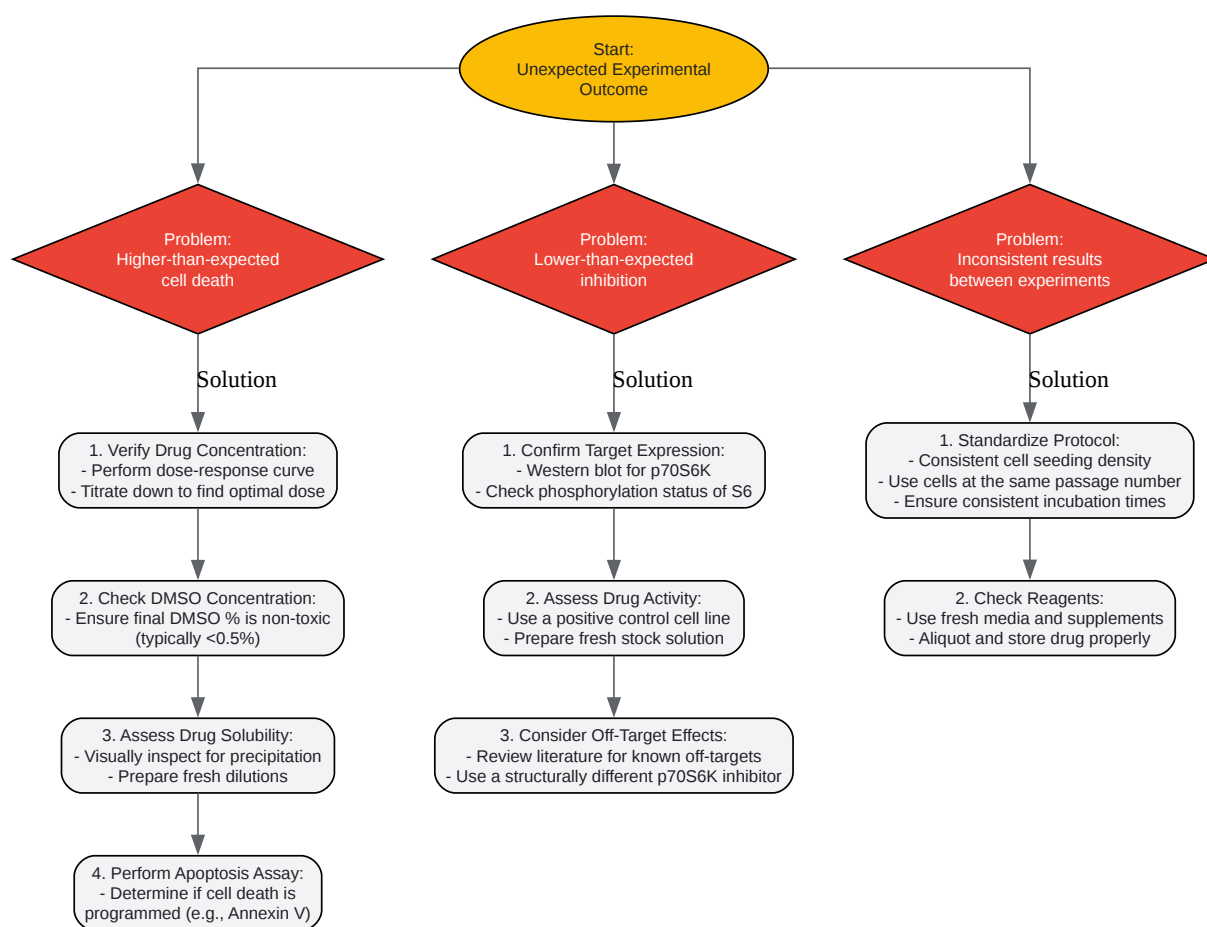 Start:
Unexpected Experimental
Outcome
Problem:
Higher-than-expected
cell death
Problem:
Lower-than-expected
inhibition
Problem:
Inconsistent results
between experiments
Solution
Solution
Solution
1. Verify Drug Concentration:
- Perform dose-response curve
- Titrate down to find optimal dose
2. Check DMSO Concentration:
- Ensure final DMSO % is non-toxic
(typically <0.5%)
3. Assess Drug Solubility:
- Visually inspect for precipitation
- Prepare fresh dilutions
4. Perform Apoptosis Assay:
- Determine if cell death is
programmed (e.g., Annexin V)
1. Confirm Target Expression:
- Western blot for p70S6K
- Check phosphorylation status of S6
2. Assess Drug Activity:
- Use a positive control cell line
- Prepare fresh stock solution
3. Consider Off-Target Effects:
- Review literature for known off-targets
- Use a structurally different p70S6K inhibitor
1. Standardize Protocol:
- Consistent cell seeding density
- Use cells at the same passage number
- Ensure consistent incubation times
2. Check Reagents:
- Use fresh media and supplements
- Aliquot and store drug properly